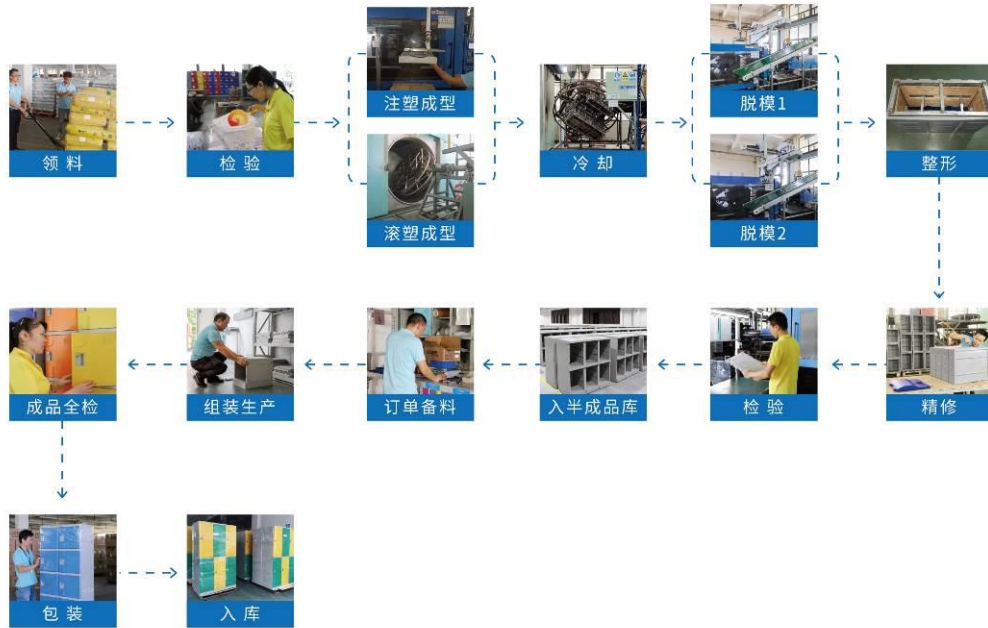 领 料
检 验
注塑成型
滚塑成型
冷 却
脱模1
脱模2
整形
精修
检 验
入半成品库
订单备料
组装生产
成品全检
包 装
入 库